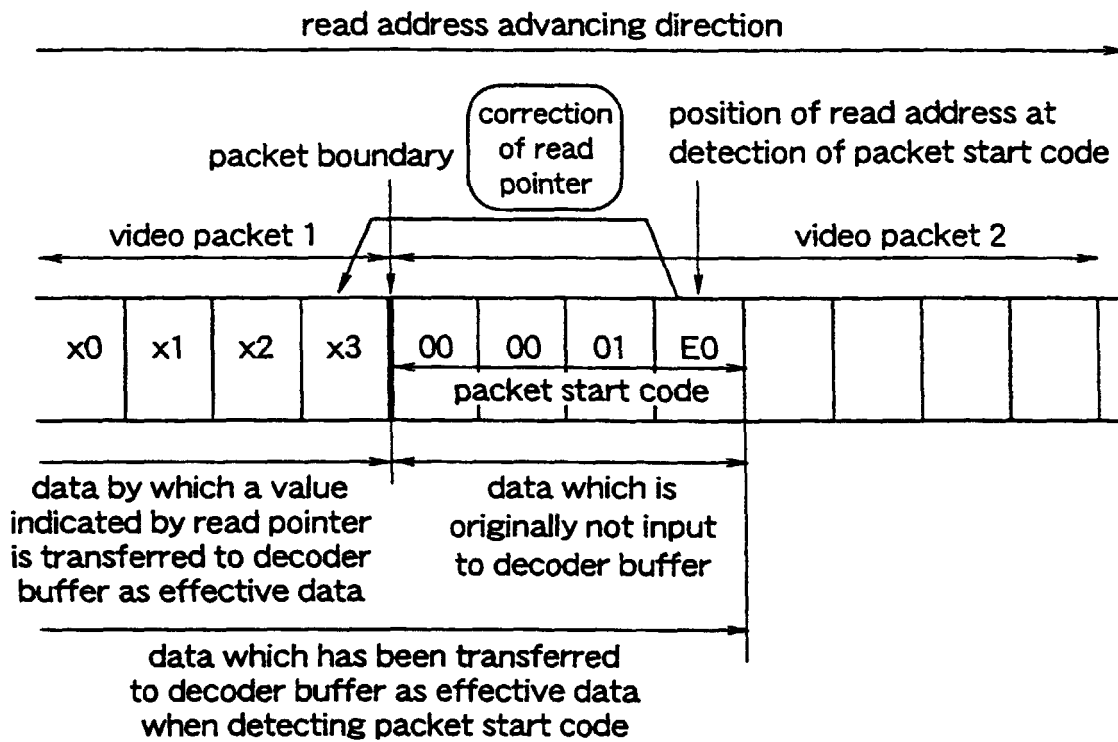 read address advancing direction
correction
of read
pointer
position of read address at
detection of packet start code
packet boundary
video packet 1
video packet 2
x0 x1 x2 x3 00 00 01 E0
packet start code
data by which a value
indicated by read pointer
is transferred to decoder
buffer as effective data
data which is
originally not input
to decoder buffer
data which has been transferred
to decoder buffer as effective data
when detecting packet start code